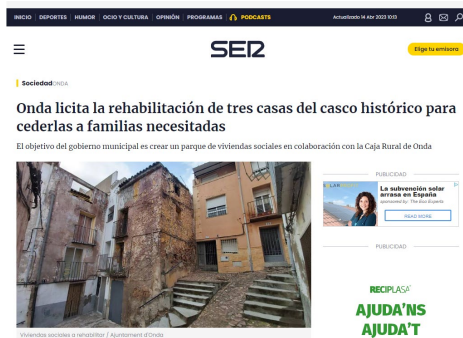 INICIO DEPORTES HUMOR OCIO Y CULTURA OPINIÓN PROGRAMAS PODCASTS Actualizado 14 Abr 2023 10:13
SER
Elige tu emisora
Sociedad ONDA
Onda licita la rehabilitación de tres casas del casco histórico para
cederlas a familias necesitadas
El objetivo del gobierno municipal es crear un parque de viviendas sociales en colaboración con la Caja Rural de Onda
PUBLICIDAD
La subvención solar
arrasa en España
sponsored by: The Eco Experts
READ MORE
PUBLICIDAD
RECIPLASA
AJUDA'NS
AJUDA'T
Viviendas sociales a rehabilitar / Ajuntament d'Onda